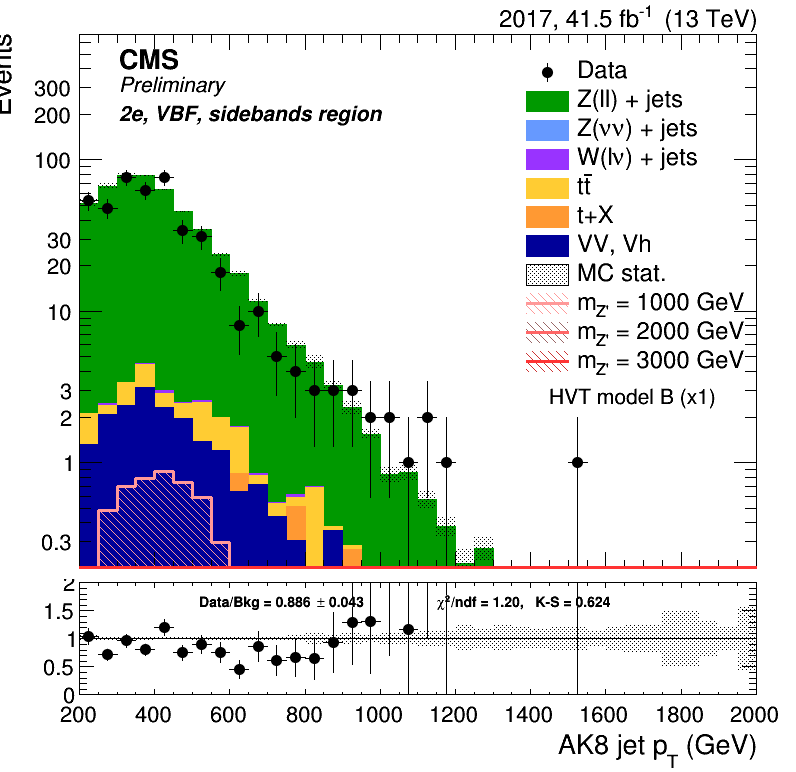 2017, 41.5 fb⁻¹ (13 TeV)
Events
CMS
Preliminary
2e, VBF, sidebands region
Data
Z(ll) + jets
Z(νν) + jets
W(lν) + jets
tt̄
t+X
VV, Vh
MC stat.
m_Z' = 1000 GeV
m_Z' = 2000 GeV
m_Z' = 3000 GeV
HVT model B (x1)
300
200
100
30
20
10
3
2
1
0.3
Data/Bkg = 0.886 ± 0.043
χ²/ndf = 1.20, K-S = 0.624
2
1.5
1
0.5
0
200 400 600 800 1000 1200 1400 1600 1800 2000
AK8 jet p_T (GeV)